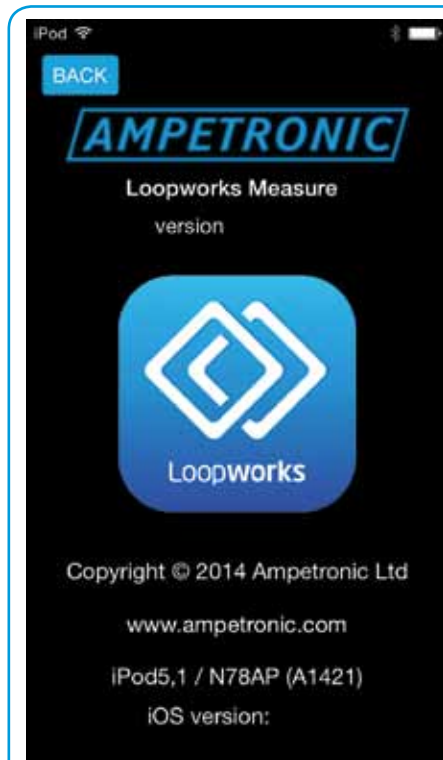 iPod
BACK
AMPETRONIC
Loopworks Measure
version
Loopworks
Copyright © 2014 Ampetronic Ltd
www.ampetronic.com
iPod5,1 / N78AP (A1421)
iOS version: